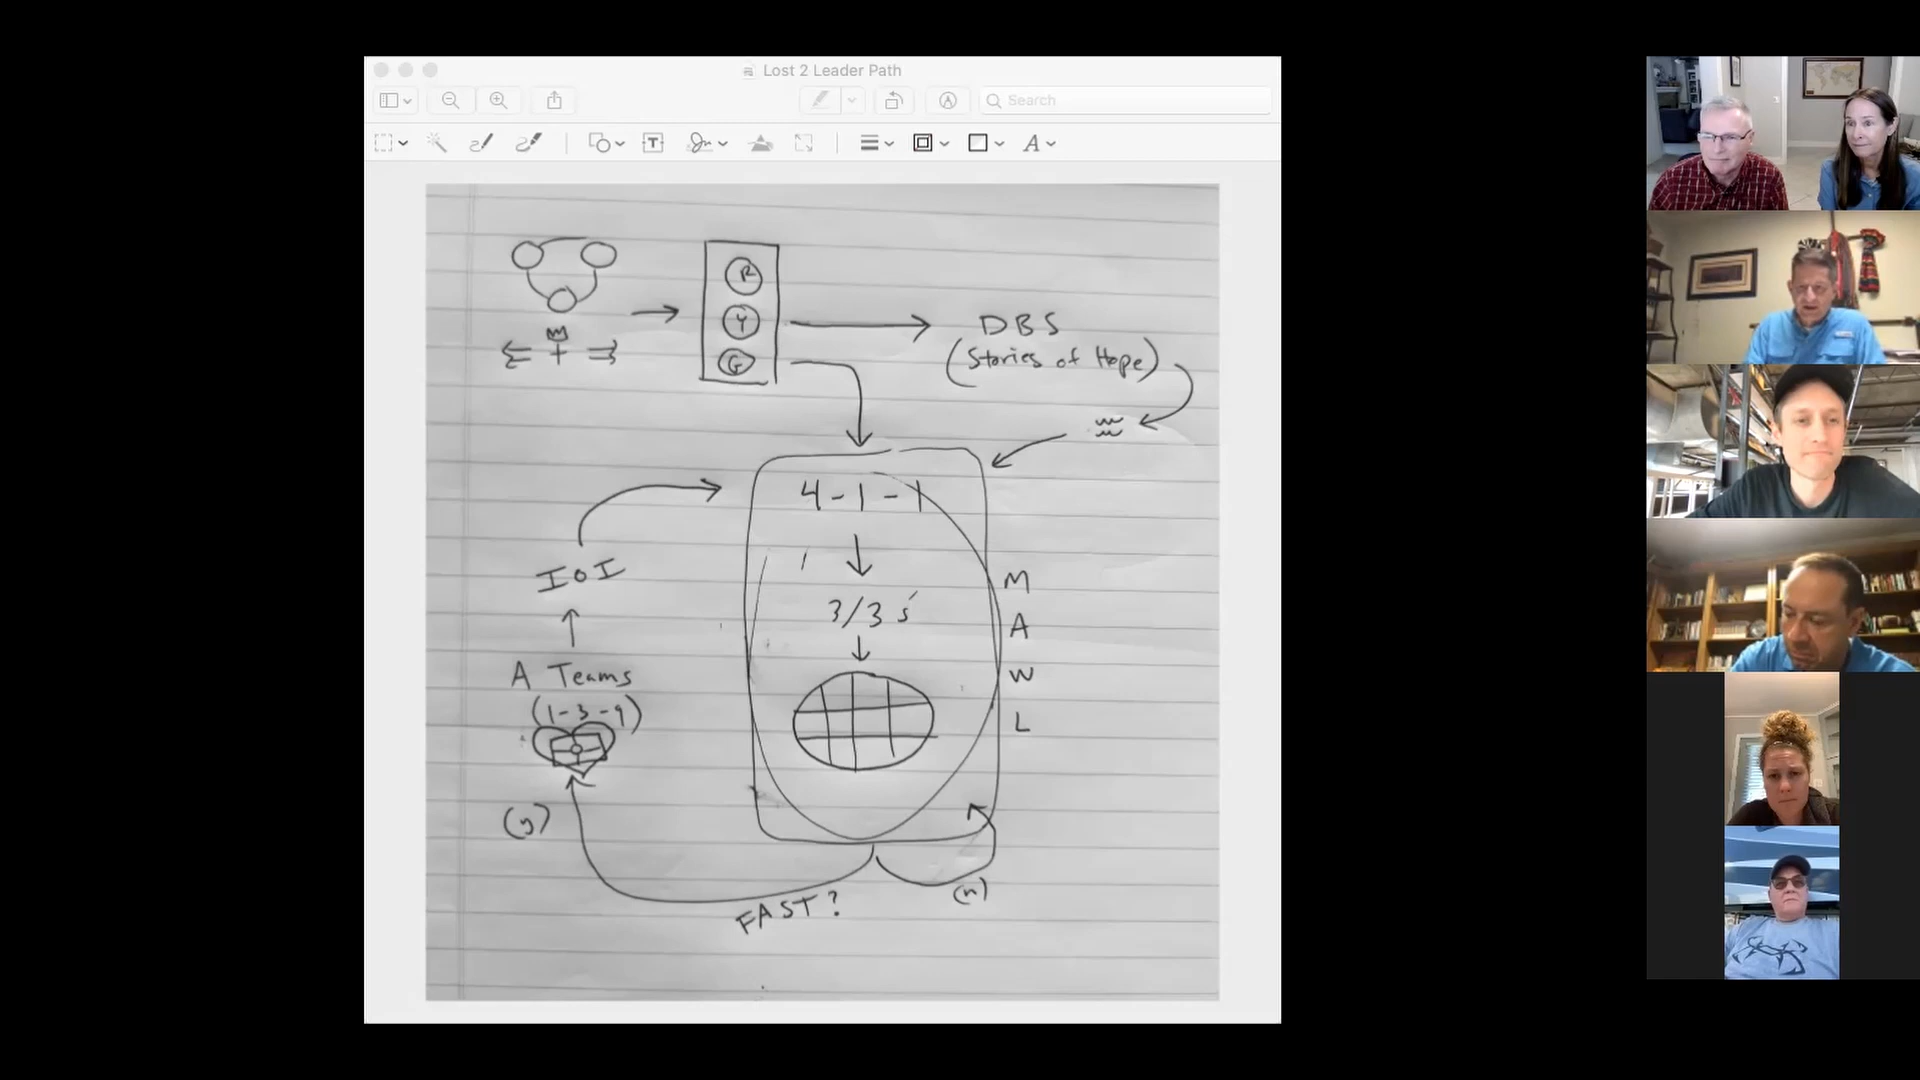 Lost 2 Leader Path
Search
T
A
R
Y
G
DBS
(Stories of Hope)
4-1-1
3/3's
M
A
W
L
IOI
A Teams
(1-3-9)
(y)
FAST?
(n)